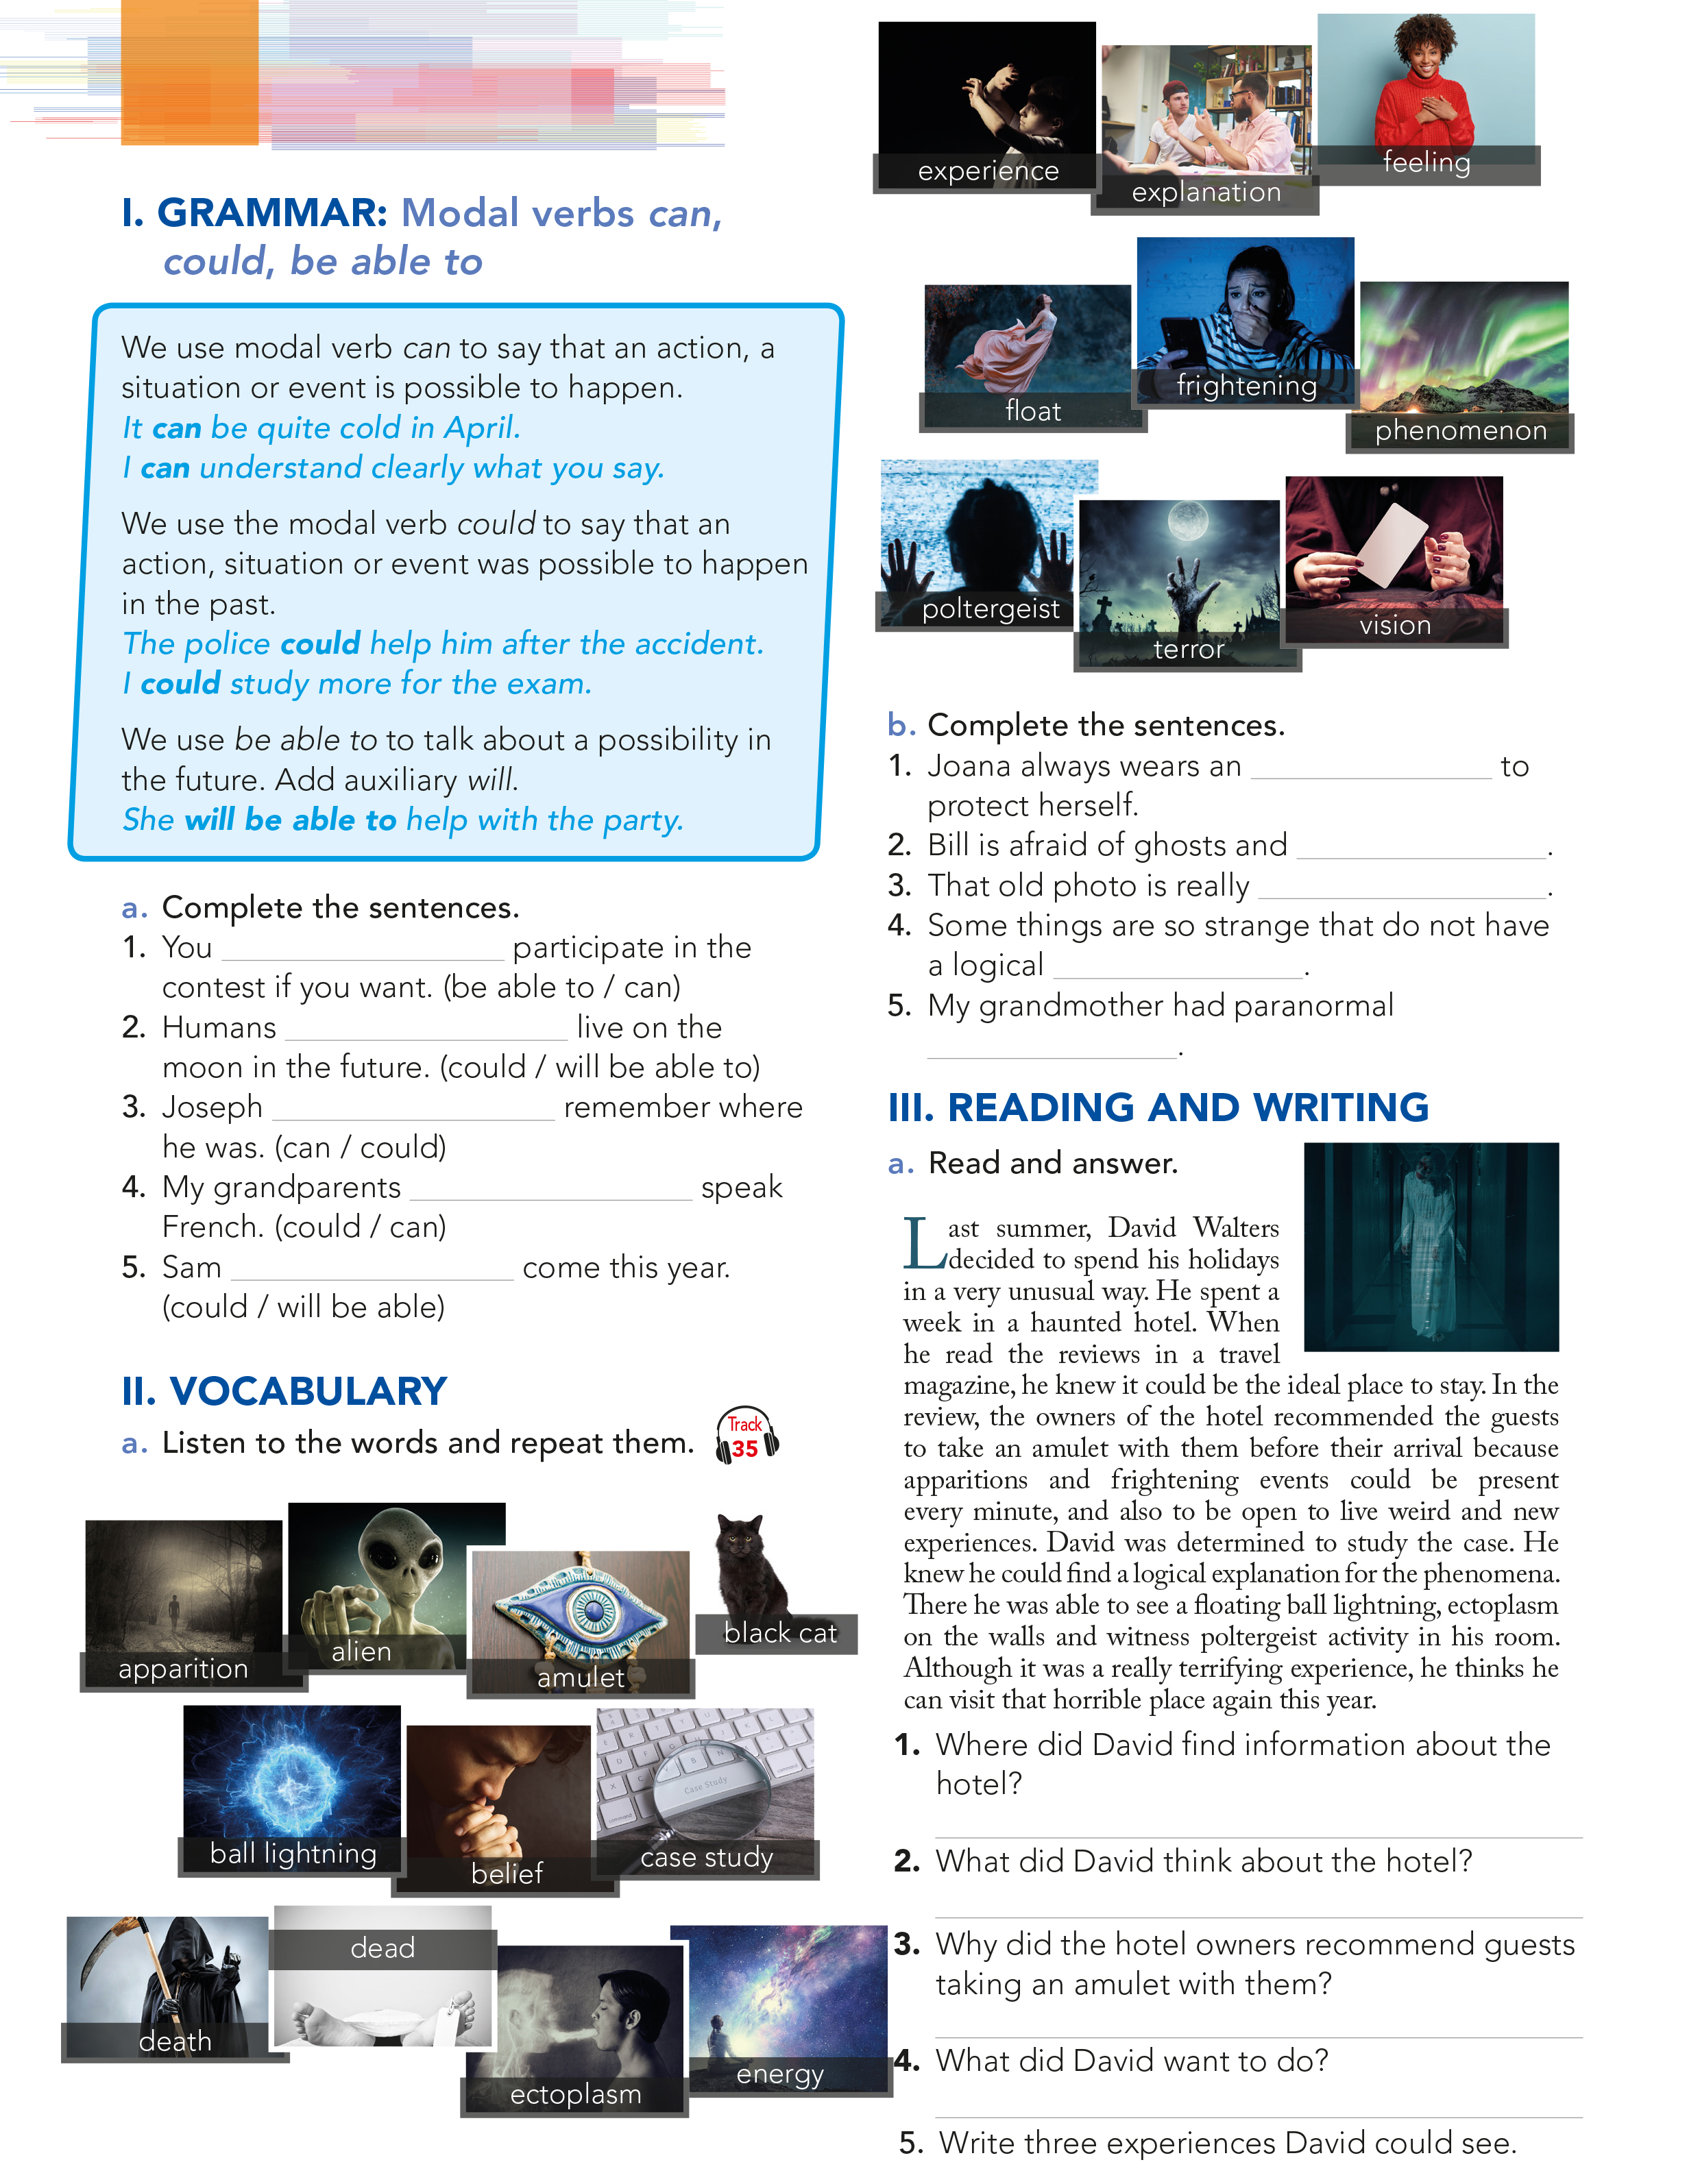 I. GRAMMAR: Modal verbs can,
could, be able to
We use modal verb can to say that an action, a
situation or event is possible to happen.
It can be quite cold in April.
I can understand clearly what you say.
We use the modal verb could to say that an
action, situation or event was possible to happen
in the past.
The police could help him after the accident.
I could study more for the exam.
We use be able to to talk about a possibility in
the future. Add auxiliary will.
She will be able to help with the party.
a. Complete the sentences.
1. You ____ participate in the
contest if you want. (be able to / can)
2. Humans ____ live on the
moon in the future. (could / will be able to)
3. Joseph ____ remember where
he was. (can / could)
4. My grandparents ____ speak
French. (could / can)
5. Sam ____ come this year.
(could / will be able)
II. VOCABULARY
a. Listen to the words and repeat them.
Track
35
apparition
alien
amulet
black cat
ball lightning
belief
Case Study
case study
death
dead
ectoplasm
energy
experience
explanation
feeling
float
frightening
phenomenon
poltergeist
terror
vision
b. Complete the sentences.
1. Joana always wears an ____ to
protect herself.
2. Bill is afraid of ghosts and ____.
3. That old photo is really ____.
4. Some things are so strange that do not have
a logical ____.
5. My grandmother had paranormal
____.
III. READING AND WRITING
a. Read and answer.
Last summer, David Walters
decided to spend his holidays
in a very unusual way. He spent a
week in a haunted hotel. When
he read the reviews in a travel
magazine, he knew it could be the ideal place to stay. In the
review, the owners of the hotel recommended the guests
to take an amulet with them before their arrival because
apparitions and frightening events could be present
every minute, and also to be open to live weird and new
experiences. David was determined to study the case. He
knew he could find a logical explanation for the phenomena.
There he was able to see a floating ball lightning, ectoplasm
on the walls and witness poltergeist activity in his room.
Although it was a really terrifying experience, he thinks he
can visit that horrible place again this year.
1. Where did David find information about the
hotel?
2. What did David think about the hotel?
3. Why did the hotel owners recommend guests
taking an amulet with them?
4. What did David want to do?
5. Write three experiences David could see.